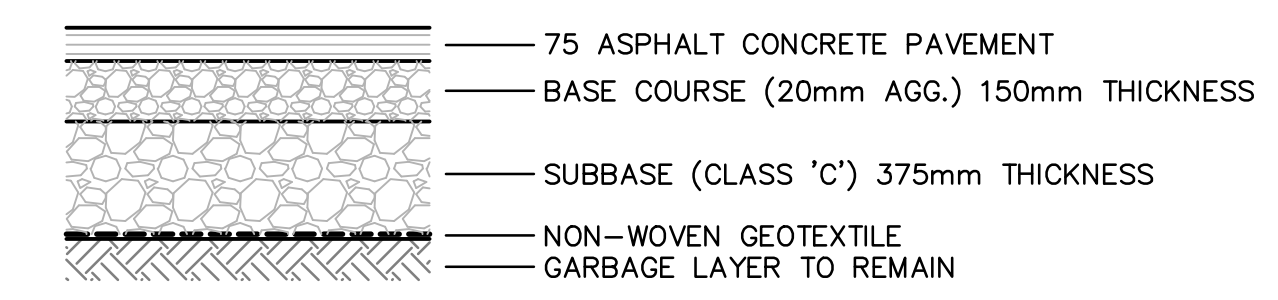 75 ASPHALT CONCRETE PAVEMENT
BASE COURSE (20mm AGG.) 150mm THICKNESS
SUBBASE (CLASS 'C') 375mm THICKNESS
NON-WOVEN GEOTEXTILE
GARBAGE LAYER TO REMAIN